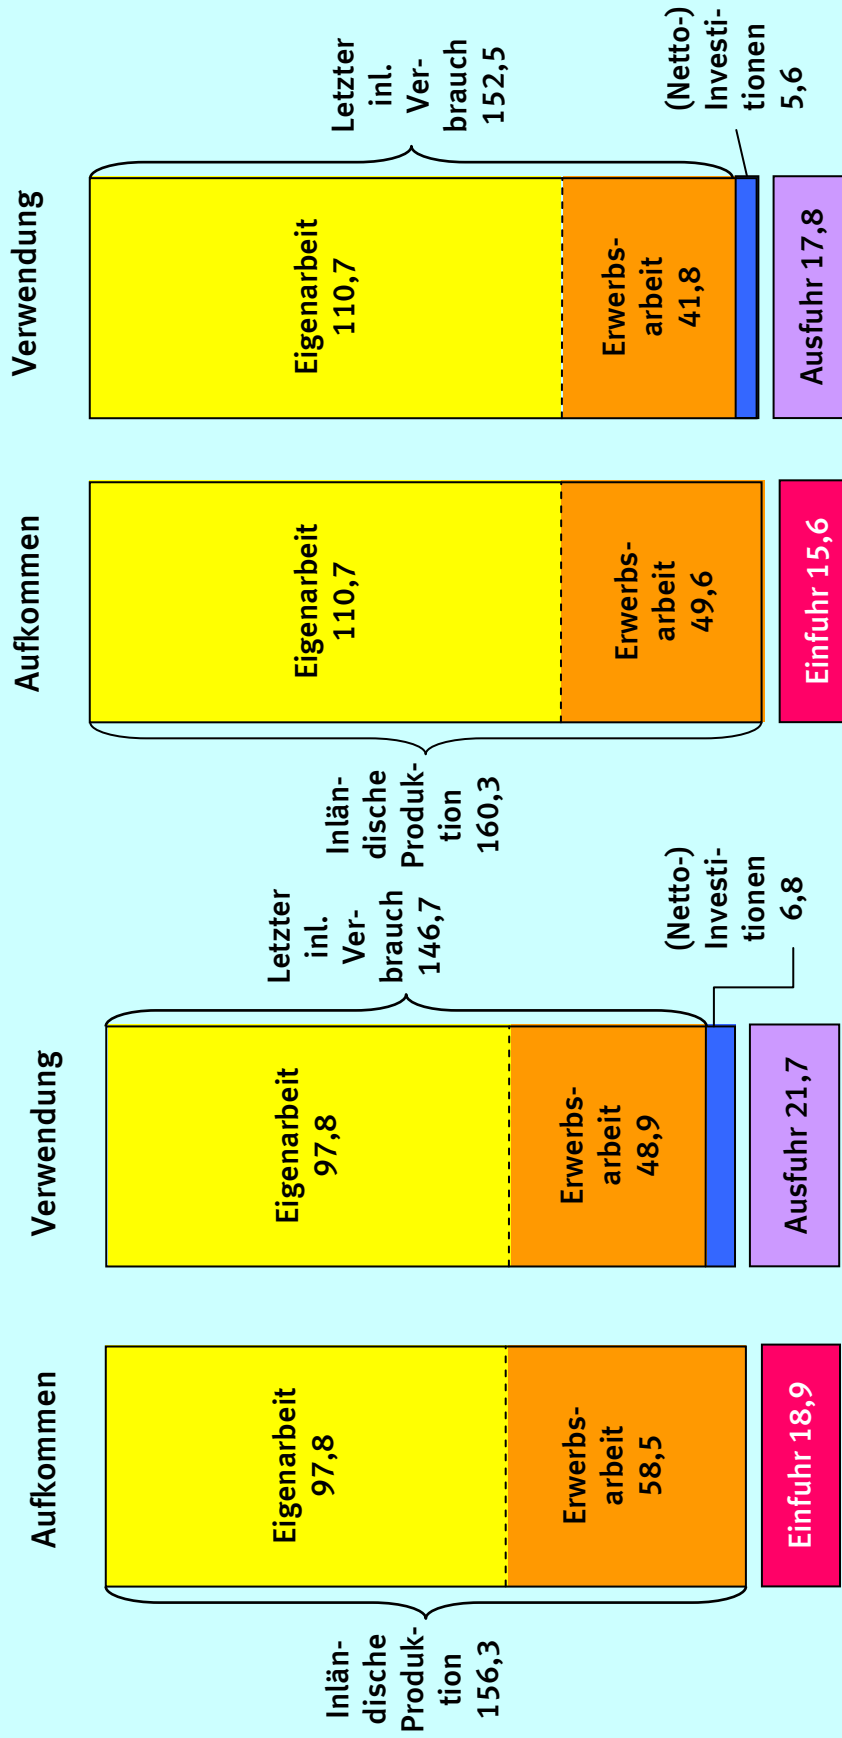 Aufkommen
Verwendung
Aufkommen
Verwendung
Inlän-
dische
Produk-
tion
156,3
Eigenarbeit
97,8
Erwerbs-
arbeit
58,5
Einfuhr 18,9
Eigenarbeit
97,8
Erwerbs-
arbeit
48,9
Ausfuhr 21,7
Letzter
inl.
Ver-
brauch
146,7
(Netto-)
Investi-
tionen
6,8
Inlän-
dische
Produk-
tion
160,3
Eigenarbeit
110,7
Erwerbs-
arbeit
49,6
Einfuhr 15,6
Eigenarbeit
110,7
Erwerbs-
arbeit
41,8
Ausfuhr 17,8
Letzter
inl.
Ver-
brauch
152,5
(Netto-)
Investi-
tionen
5,6